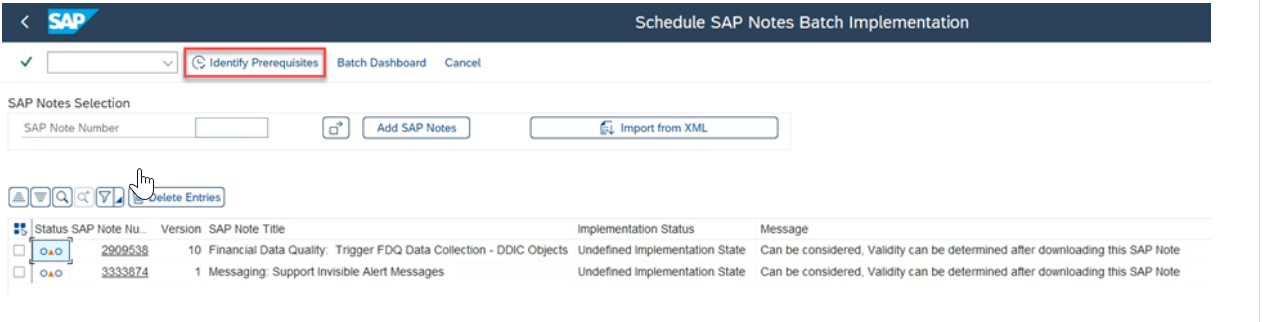 SAP Schedule SAP Notes Batch Implementation
Identify Prerequisites Batch Dashboard Cancel
SAP Notes Selection
SAP Note Number Add SAP Notes Import from XML
Delete Entries
Status SAP Note Nu... Version SAP Note Title Implementation Status Message
2909538 10 Financial Data Quality: Trigger FDQ Data Collection - DDIC Objects Undefined Implementation State Can be considered, Validity can be determined after downloading this SAP Note
3333874 1 Messaging: Support Invisible Alert Messages Undefined Implementation State Can be considered, Validity can be determined after downloading this SAP Note